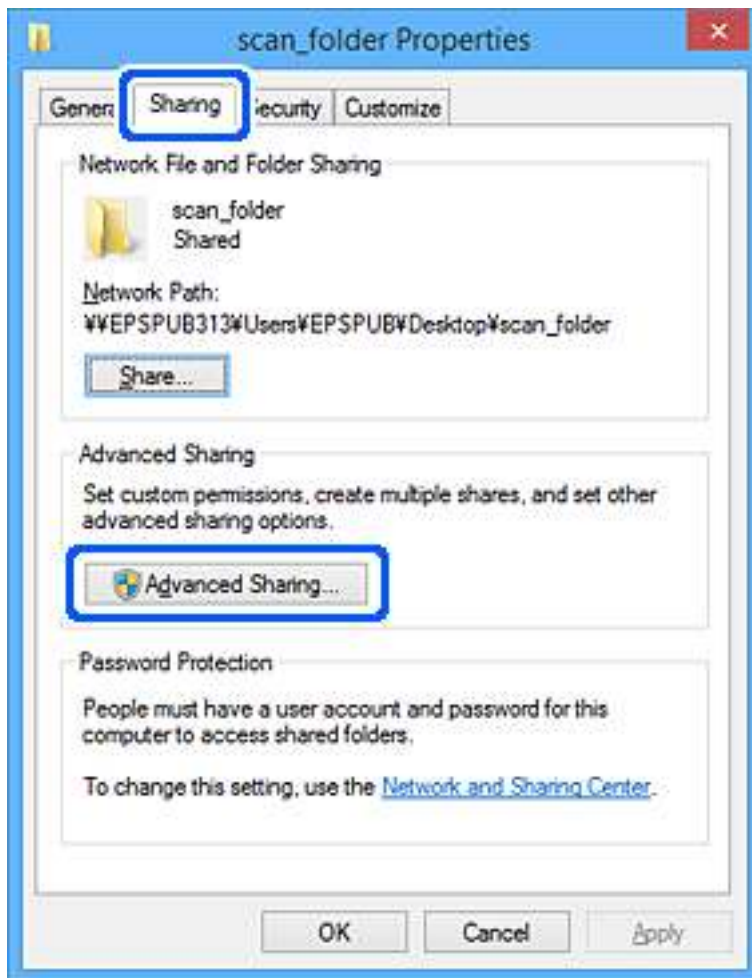 scan_folder Properties
Genera Sharing Security Customize
Network File and Folder Sharing
scan_folder
Shared
Network Path:
¥¥EPSPUB313¥Users¥EPSPUB¥Desktop¥scan_folder
Share...
Advanced Sharing
Set custom permissions, create multiple shares, and set other
advanced sharing options.
Advanced Sharing...
Password Protection
People must have a user account and password for this
computer to access shared folders.
To change this setting, use the Network and Sharing Center.
OK Cancel Apply